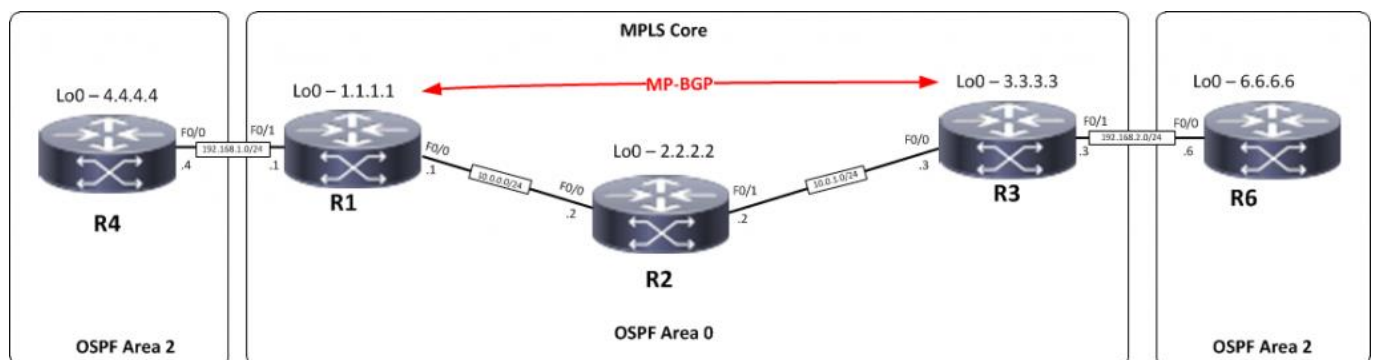 MPLS Core
MP-BGP
Lo0 – 4.4.4.4
F0/0
.4
R4
192.168.1.0/24
Lo0 – 1.1.1.1
F0/1
.1
F0/0
.1
R1
10.0.0.0/24
Lo0 – 2.2.2.2
F0/0
.2
F0/1
.2
R2
10.0.1.0/24
Lo0 – 3.3.3.3
F0/0
.3
F0/1
.3
R3
192.168.2.0/24
Lo0 – 6.6.6.6
F0/0
.6
R6
OSPF Area 2
OSPF Area 0
OSPF Area 2